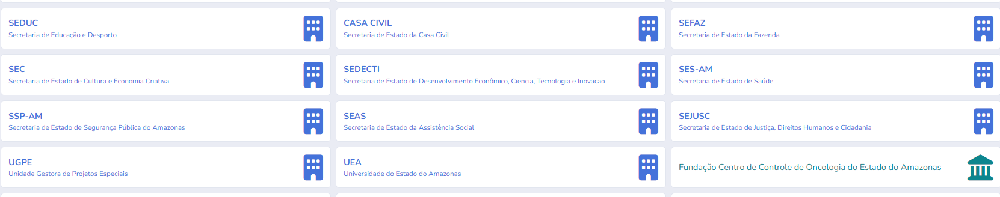 SEDUC
Secretaria de Educação e Desporto
CASA CIVIL
Secretaria de Estado da Casa Civil
SEFAZ
Secretaria de Estado da Fazenda
SEC
Secretaria de Estado de Cultura e Economia Criativa
SEDECTI
Secretaria de Estado de Desenvolvimento Econômico, Ciencia, Tecnologia e Inovacao
SES-AM
Secretaria de Estado de Saúde
SSP-AM
Secretaria de Estado de Segurança Pública do Amazonas
SEAS
Secretaria de Estado da Assistência Social
SEJUSC
Secretaria de Estado de Justiça, Direitos Humanos e Cidadania
UGPE
Unidade Gestora de Projetos Especiais
UEA
Universidade do Estado do Amazonas
Fundação Centro de Controle de Oncologia do Estado do Amazonas